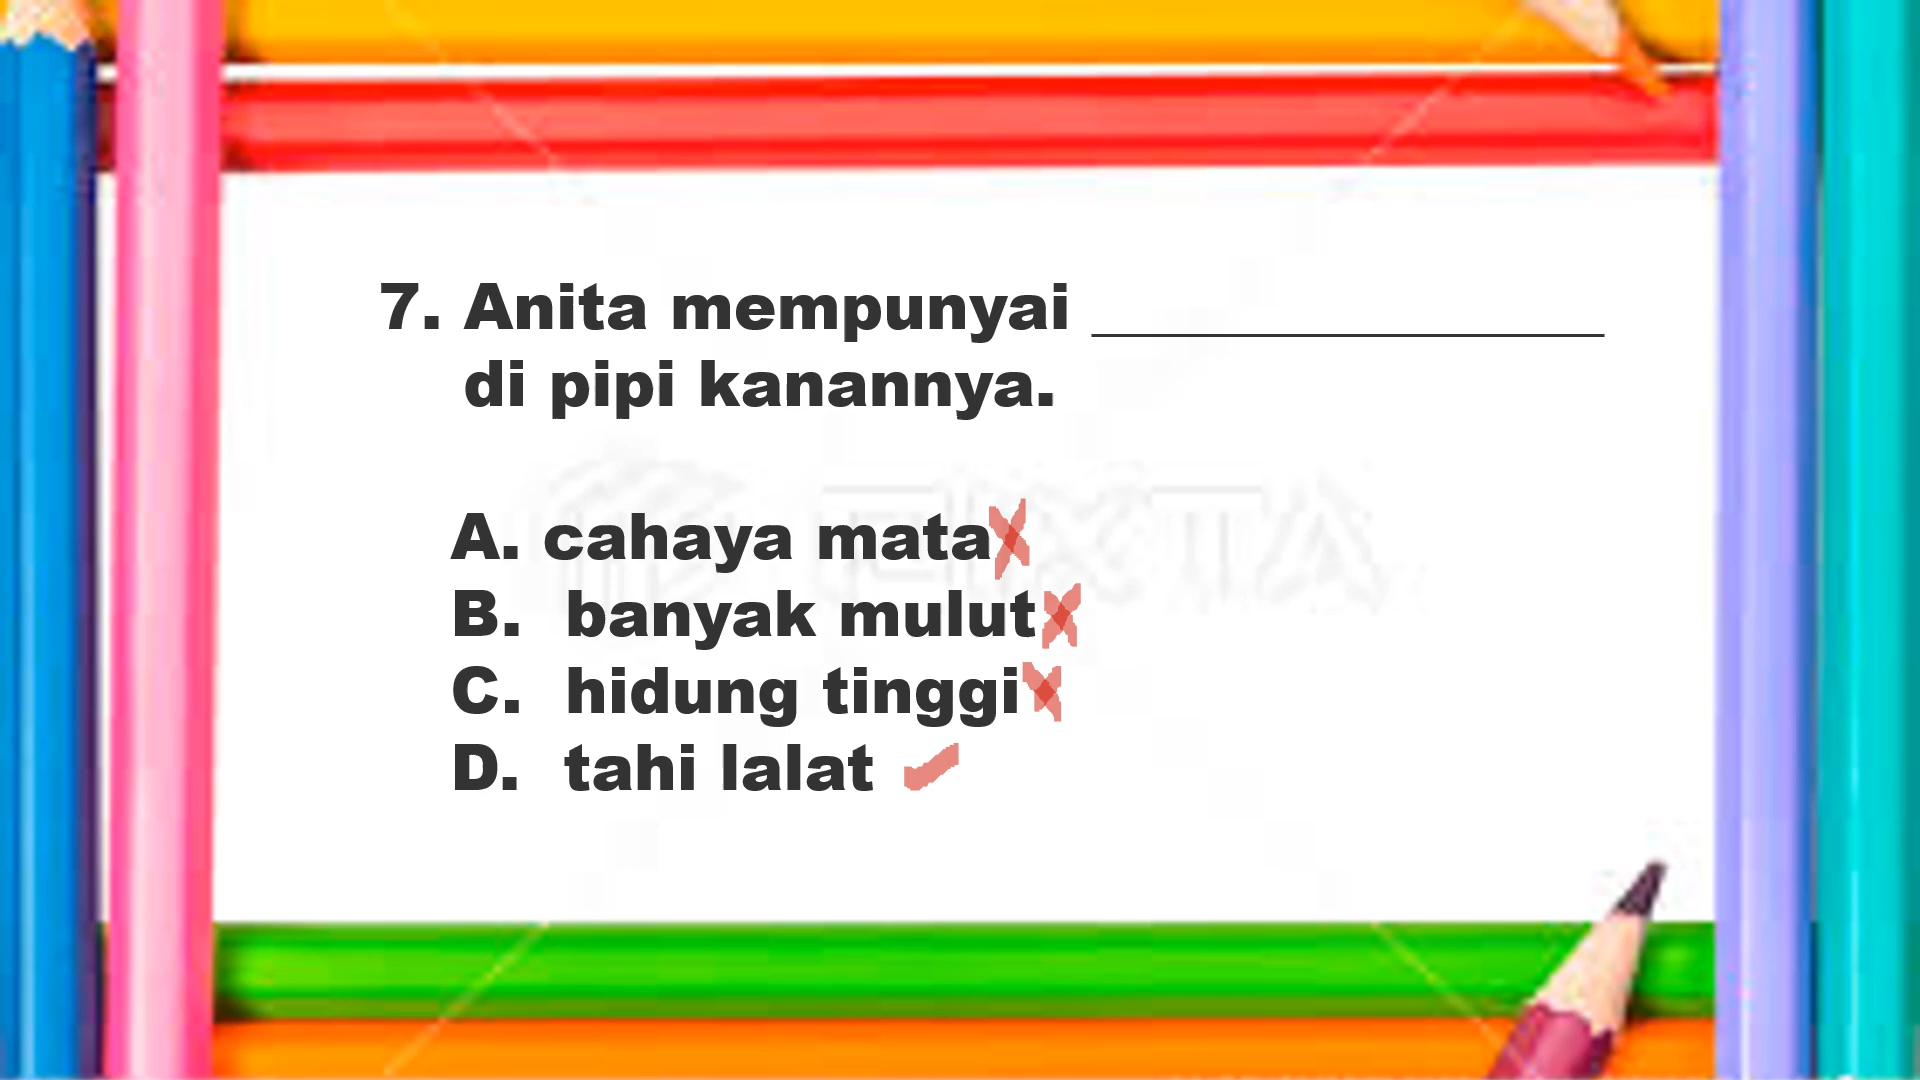 7. Anita mempunyai ________________
di pipi kanannya.
A. cahaya mata
B. banyak mulut
C. hidung tinggi
D. tahi lalat